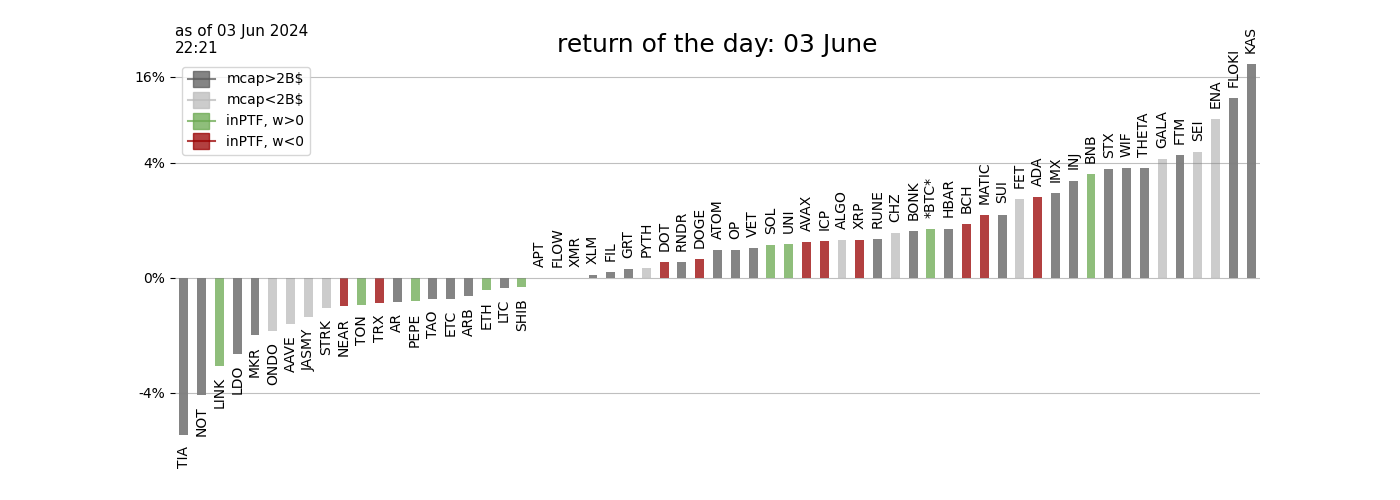 as of 03 Jun 2024
22:21
return of the day: 03 June
mcap>2B$
mcap<2B$
inPTF, w>0
inPTF, w<0
16%
4%
0%
-4%
TIA
NOT
LINK
LDO
MKR
ONDO
AAVE
JASMY
STRK
NEAR
TON
TRX
AR
PEPE
TAO
ETC
ARB
ETH
LTC
SHIB
APT
FLOW
XMR
XLM
FIL
GRT
PYTH
DOT
RNDR
DOGE
ATOM
OP
VET
SOL
UNI
AVAX
ICP
ALGO
XRP
RUNE
CHZ
BONK
*BTC*
HBAR
BCH
MATIC
SUI
FET
ADA
IMX
INJ
BNB
STX
WIF
THETA
GALA
FTM
SEI
ENA
FLOKI
KAS